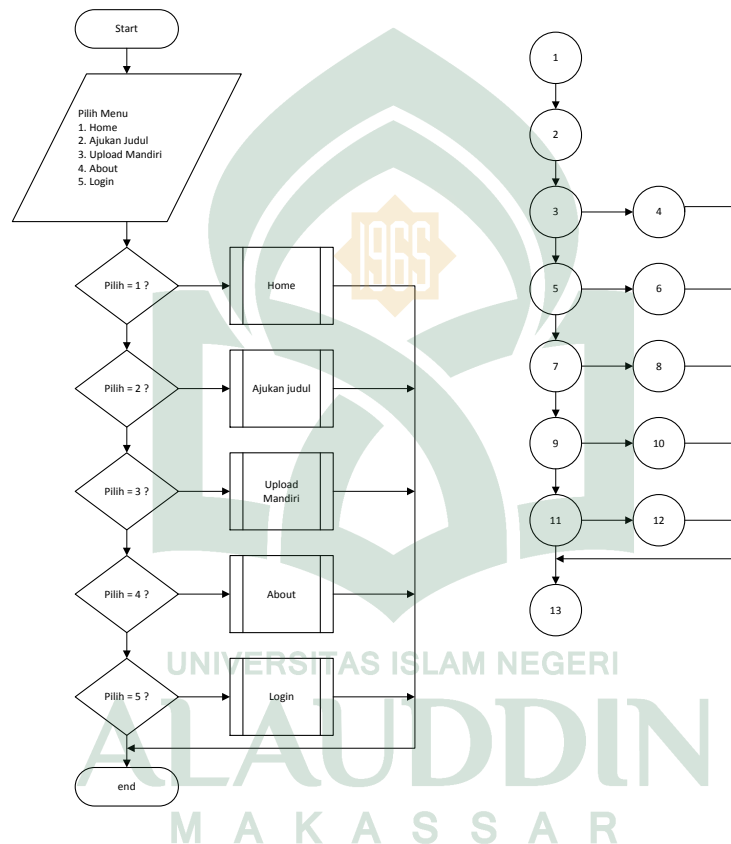 Start
Pilih Menu
1. Home
2. Ajukan Judul
3. Upload Mandiri
4. About
5. Login
Pilih = 1 ?
Home
Pilih = 2 ?
Ajukan judul
Pilih = 3 ?
Upload
Mandiri
Pilih = 4 ?
About
Pilih = 5 ?
Login
end
1
2
3
4
5
6
7
8
9
10
11
12
13
1965
UNIVERSITAS ISLAM NEGERI
ALAUDDIN
MAKASSAR